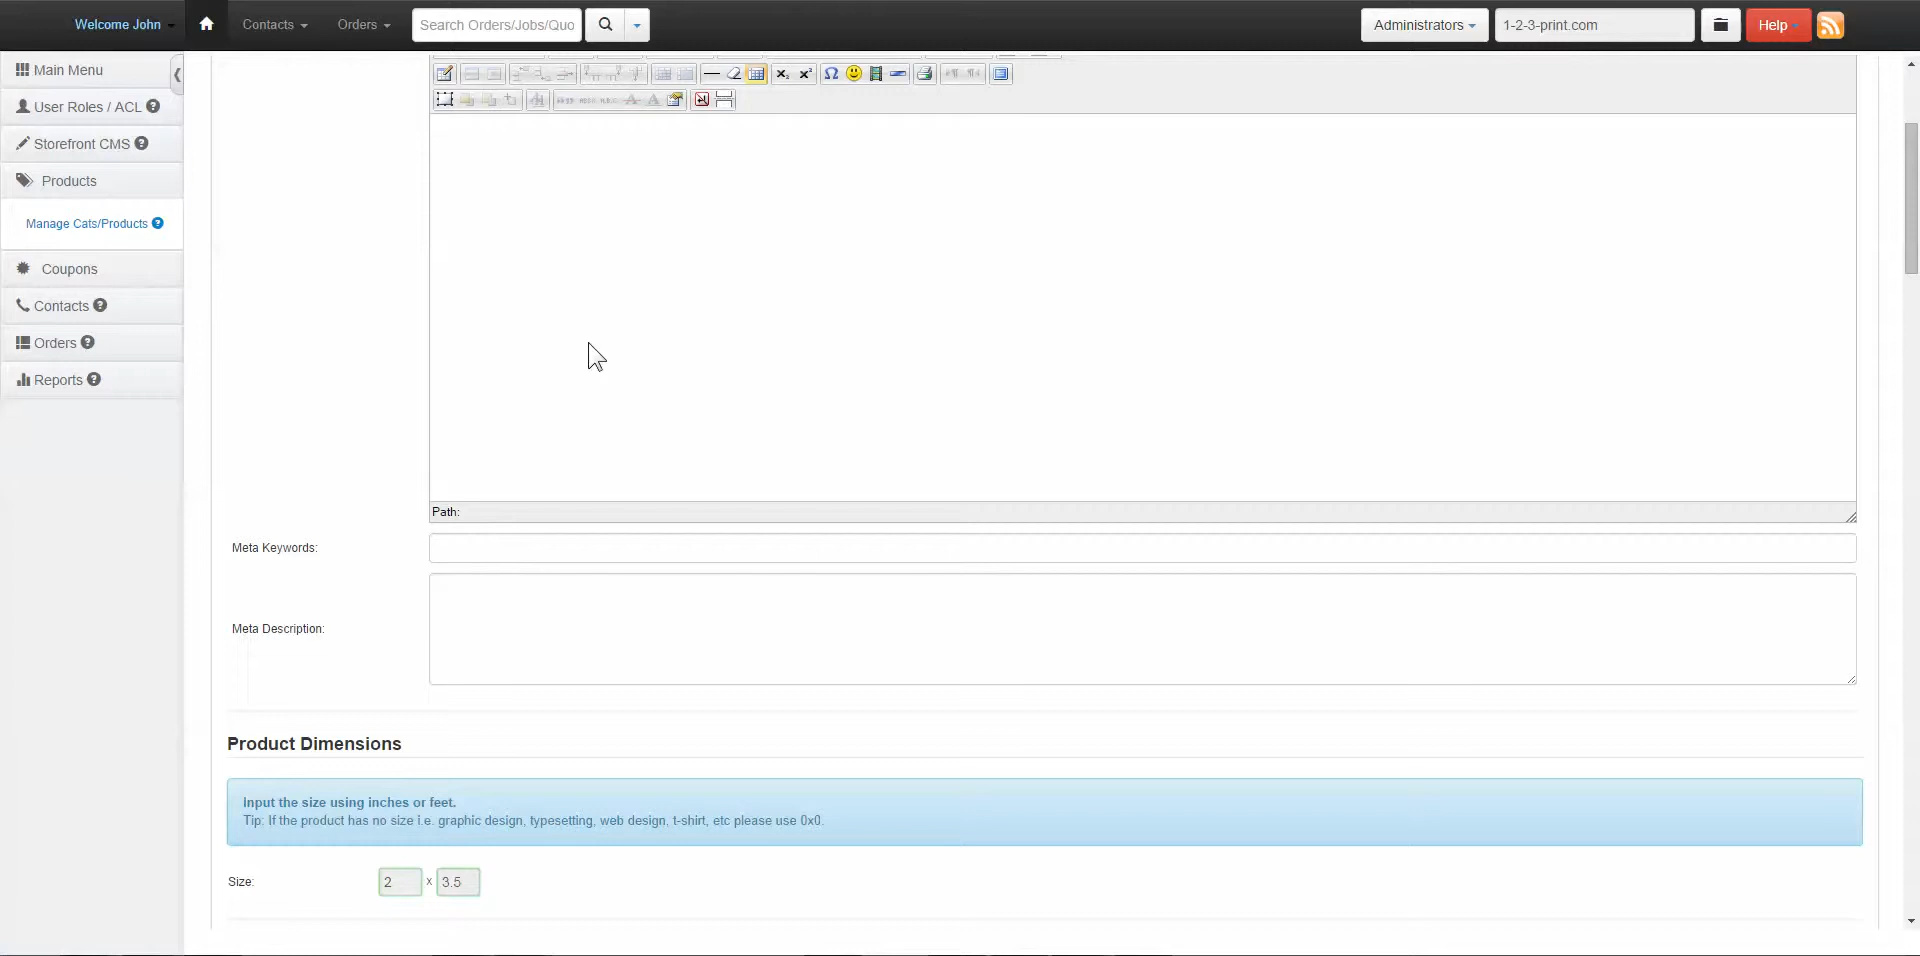 Welcome John
Contacts
Orders
Search Orders/Jobs/Quo
Administrators
1-2-3-print.com
Help
Main Menu
User Roles / ACL
Storefront CMS
Products
Manage Cats/Products
Coupons
Contacts
Orders
Reports
Path:
Meta Keywords:
Meta Description:
Product Dimensions
Input the size using inches or feet.
Tip: If the product has no size i.e. graphic design, typesetting, web design, t-shirt, etc please use 0x0.
Size: 2 x 3.5